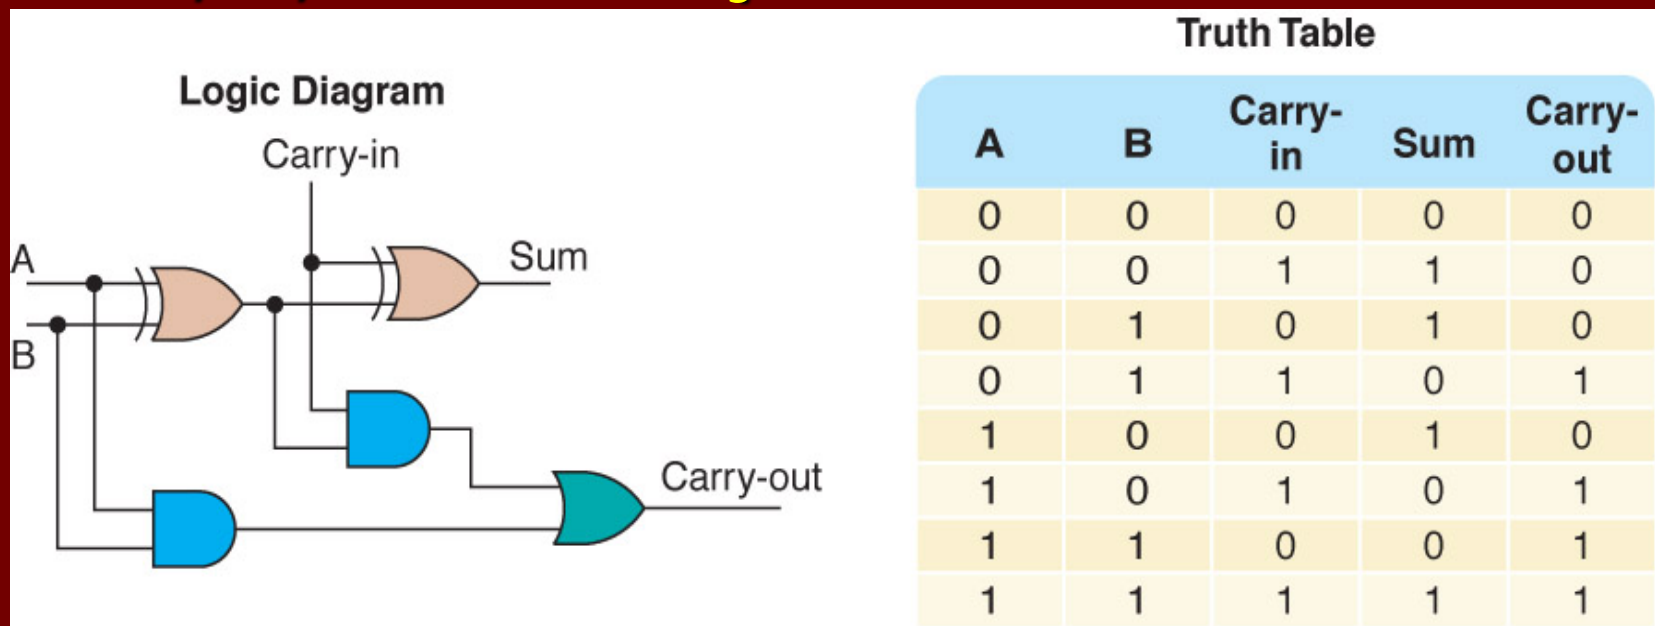 Logic Diagram
Carry-in
A
B
Sum
Carry-out
Truth Table
A B Carry-in Sum Carry-out
0 0 0 0 0
0 0 1 1 0
0 1 0 1 0
0 1 1 0 1
1 0 0 1 0
1 0 1 0 1
1 1 0 0 1
1 1 1 1 1